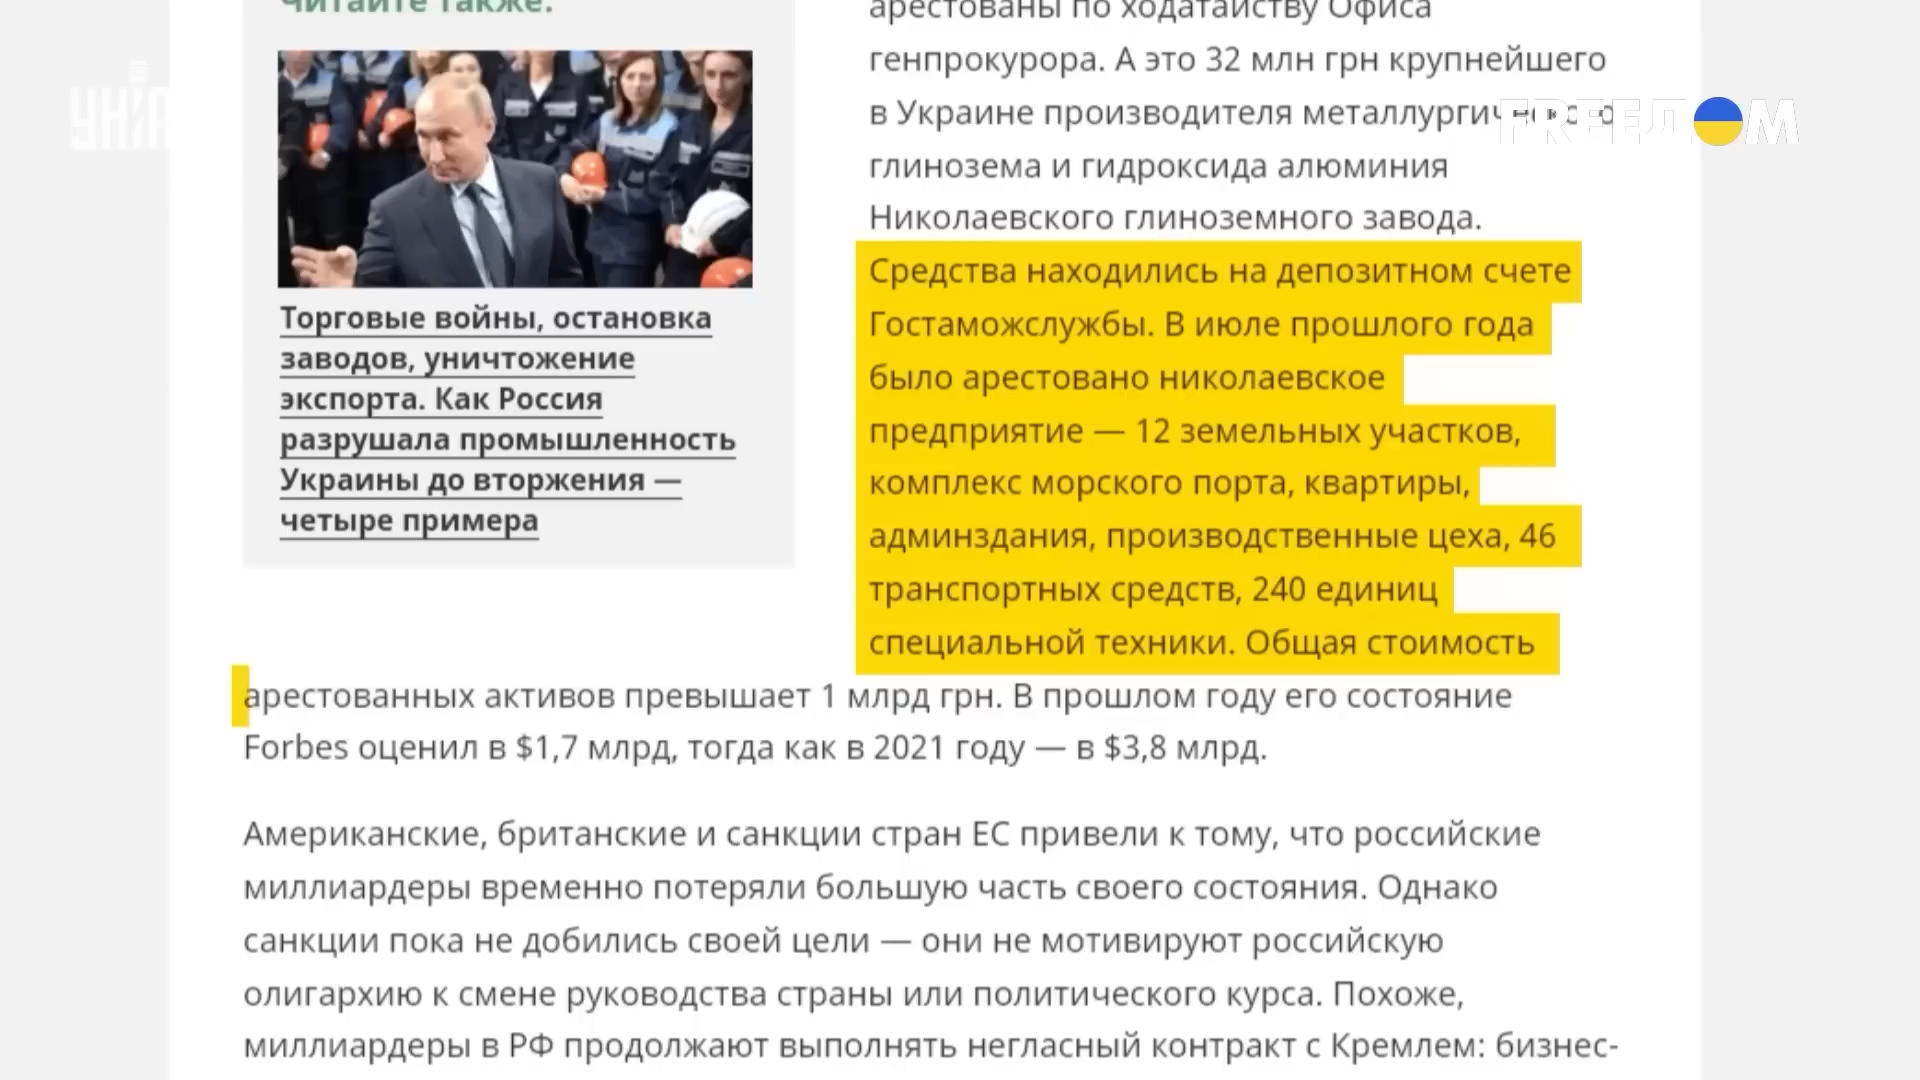 Читайте также:
Торговые войны, остановка
заводов, уничтожение
экспорта. Как Россия
разрушала промышленность
Украины до вторжения —
четыре примера
арестованы по ходатайству Офиса
генпрокурора. А это 32 млн грн крупнейшего
в Украине производителя металлургического
глинозема и гидроксида алюминия
Николаевского глиноземного завода.
Средства находились на депозитном счете
Гостаможслужбы. В июле прошлого года
было арестовано николаевское
предприятие — 12 земельных участков,
комплекс морского порта, квартиры,
админздания, производственные цеха, 46
транспортных средств, 240 единиц
специальной техники. Общая стоимость
арестованных активов превышает 1 млрд грн. В прошлом году его состояние
Forbes оценил в $1,7 млрд, тогда как в 2021 году — в $3,8 млрд.
Американские, британские и санкции стран ЕС привели к тому, что российские
миллиардеры временно потеряли большую часть своего состояния. Однако
санкции пока не добились своей цели — они не мотивируют российскую
олигархию к смене руководства страны или политического курса. Похоже,
миллиардеры в РФ продолжают выполнять негласный контракт с Кремлем: бизнес-
FREEДOM